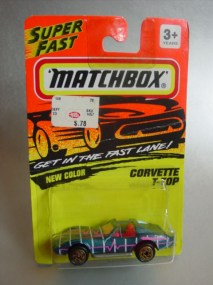 SUPER
FAST
3+
MATCHBOX®
$.78
GET IN THE FAST LANE!
NEW COLOR
CORVETTE
T-TOP